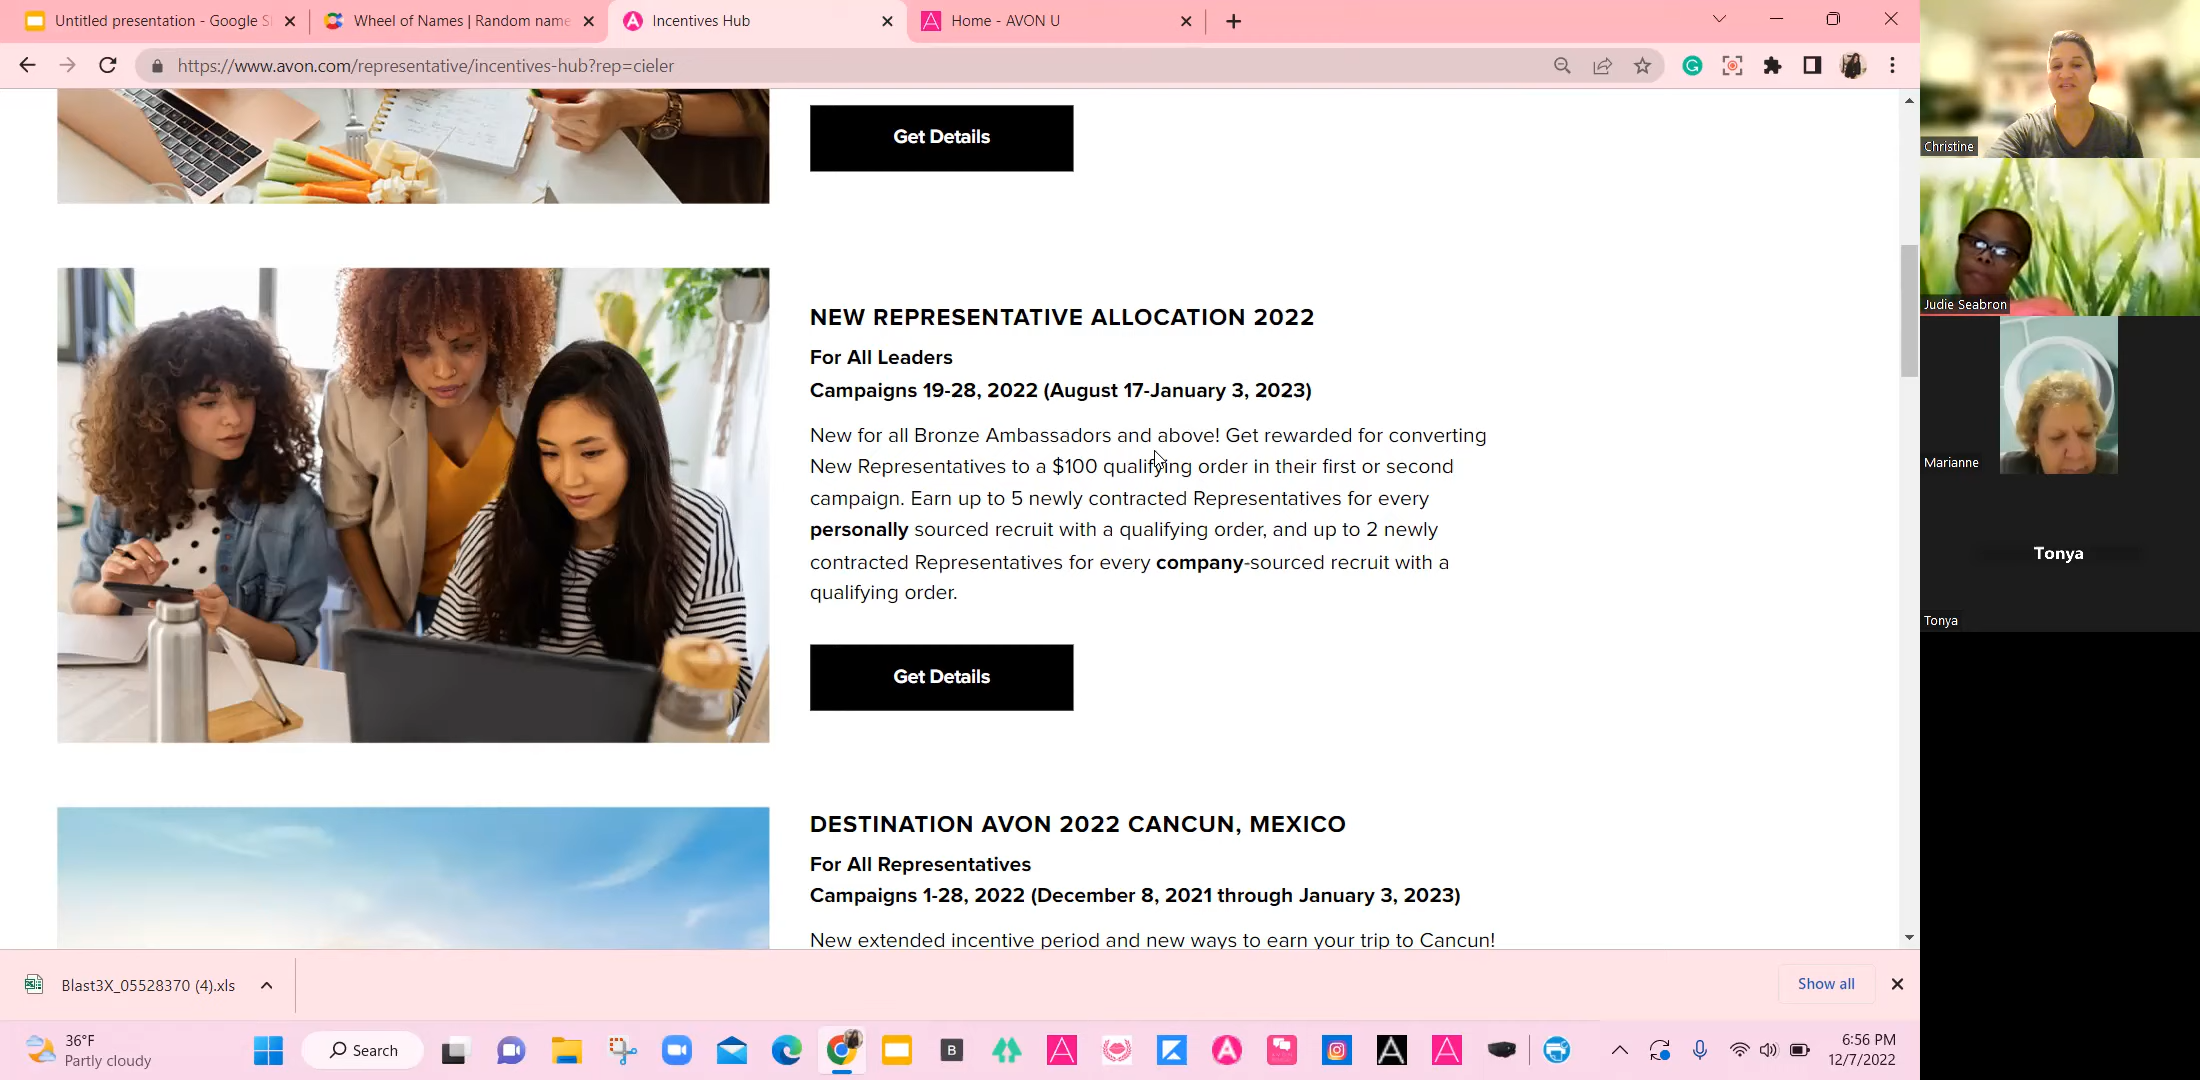 Untitled presentation - Google S
Wheel of Names | Random name
Incentives Hub
Home - AVON U
https://www.avon.com/representative/incentives-hub?rep=cieler
Get Details
NEW REPRESENTATIVE ALLOCATION 2022
For All Leaders
Campaigns 19-28, 2022 (August 17-January 3, 2023)
New for all Bronze Ambassadors and above! Get rewarded for converting
New Representatives to a $100 qualifying order in their first or second
campaign. Earn up to 5 newly contracted Representatives for every
personally sourced recruit with a qualifying order, and up to 2 newly
contracted Representatives for every company-sourced recruit with a
qualifying order.
Get Details
DESTINATION AVON 2022 CANCUN, MEXICO
For All Representatives
Campaigns 1-28, 2022 (December 8, 2021 through January 3, 2023)
New extended incentive period and new ways to earn your trip to Cancun!
Christine
Judie Seabron
Marianne
Tonya
Tonya
Blast3X_05528370 (4).xls
Show all
36°F
Partly cloudy
Search
B
6:56 PM
12/7/2022